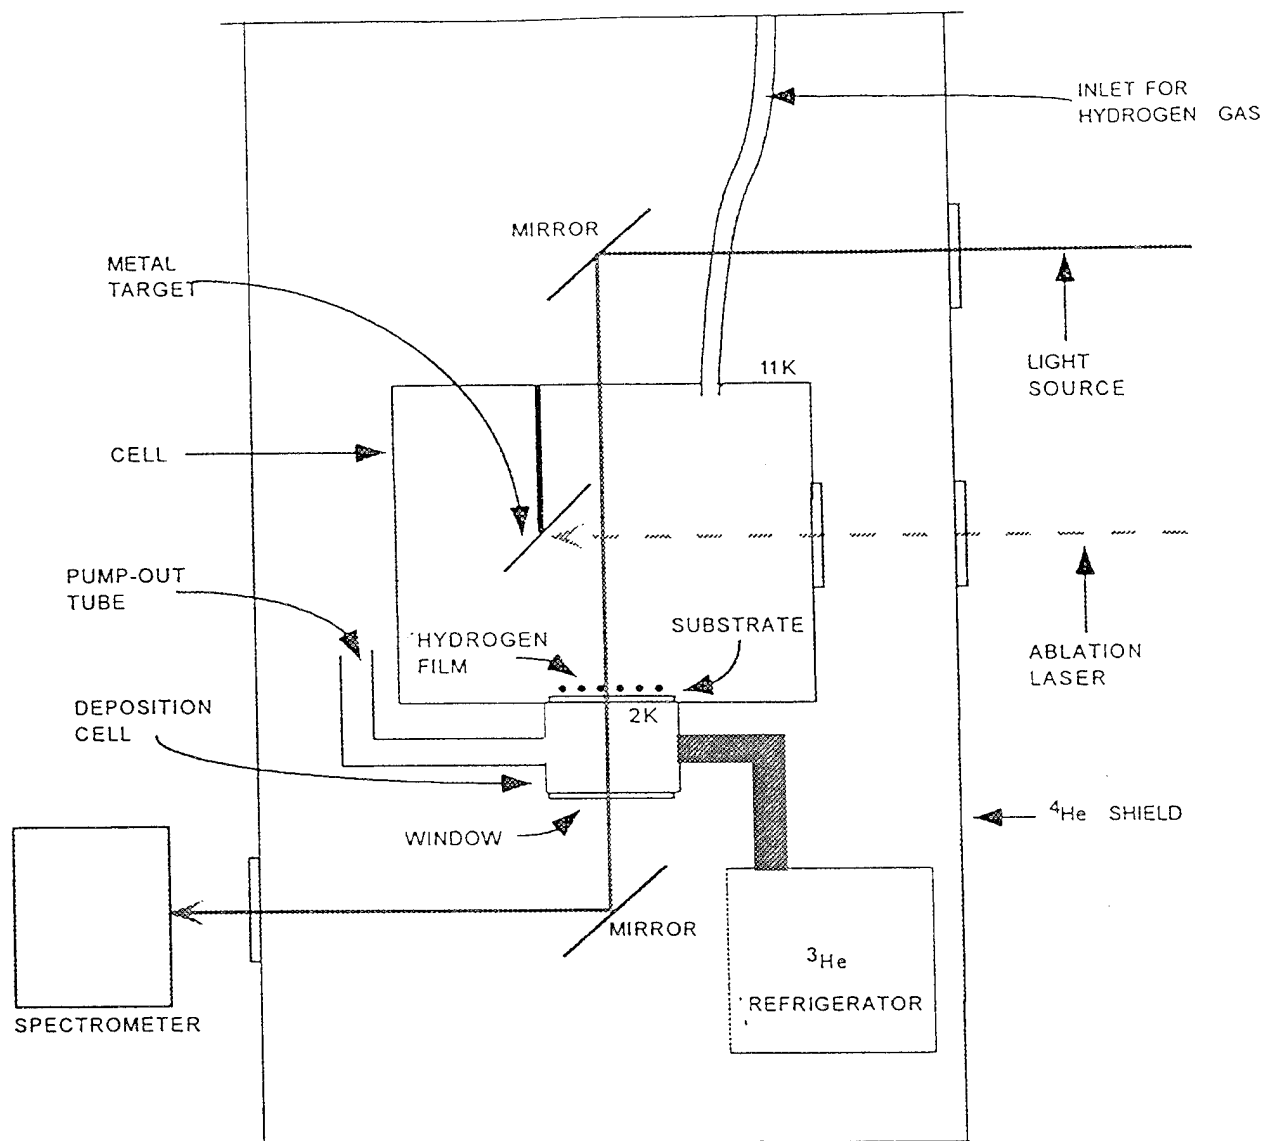 INLET FOR
HYDROGEN GAS
MIRROR
METAL
TARGET
LIGHT
SOURCE
11K
CELL
PUMP-OUT
TUBE
HYDROGEN
FILM
SUBSTRATE
ABLATION
LASER
DEPOSITION
CELL
2K
WINDOW
⁴He SHIELD
MIRROR
³He
REFRIGERATOR
SPECTROMETER